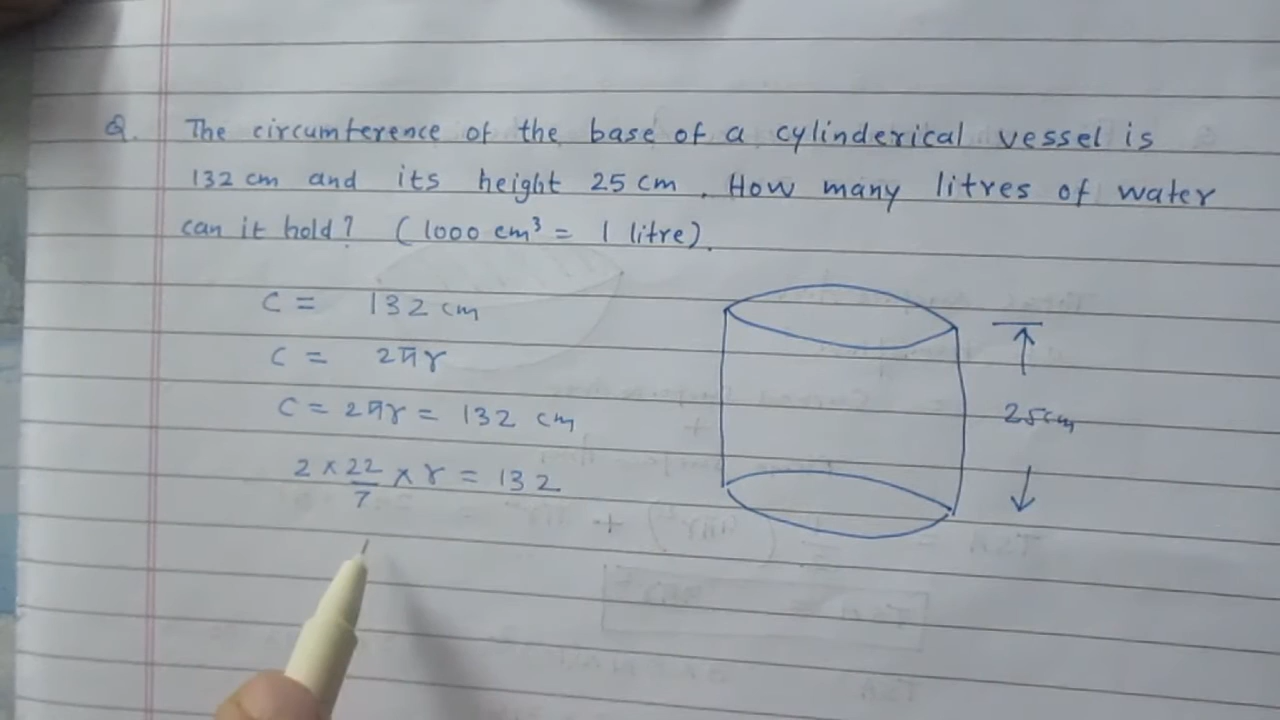 Q. The circumference of the base of a cylinderical vessel is
132 cm and its height 25 cm. How many litres of water
can it hold? (1000 cm³ = 1 litre).
C = 132 cm
C = 2πr
C = 2πr = 132 cm
2 × 22/7 × r = 132
25cm